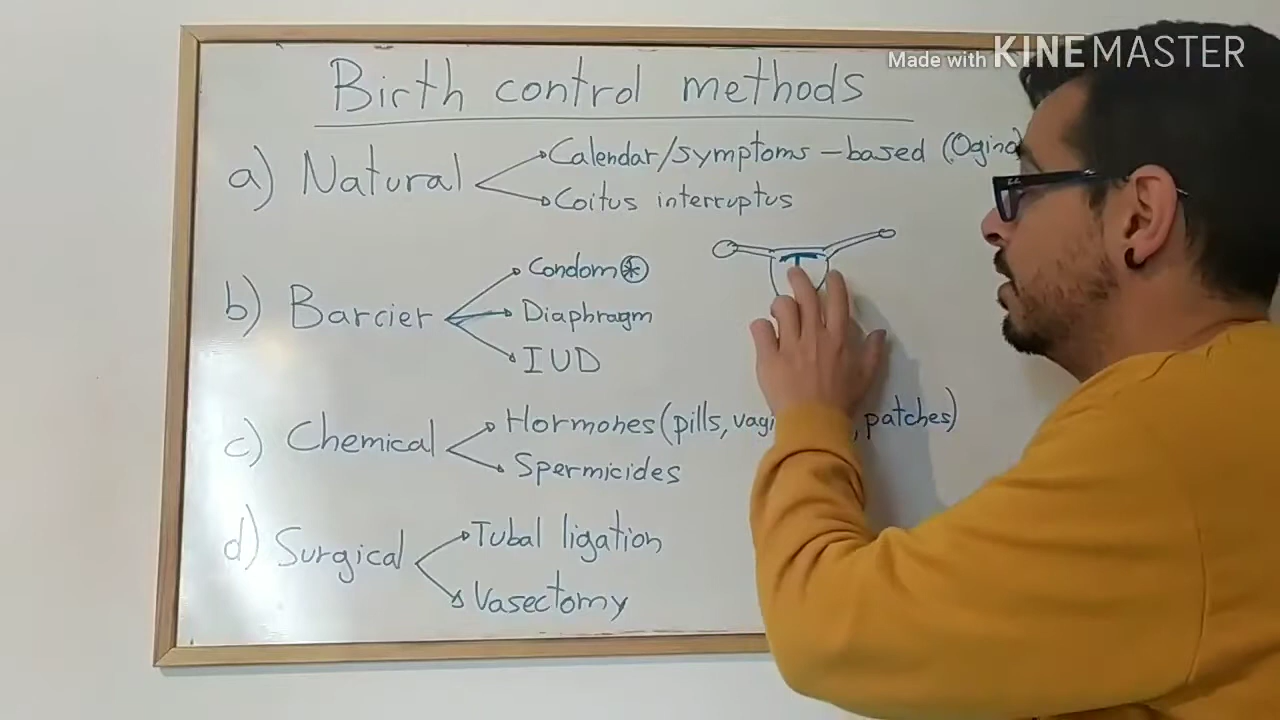 Made with KINEMASTER
Birth control methods
a) Natural
Calendar/symptoms-based (Ogino
Coitus interruptus
b) Barrier
Condom *
Diaphragm
IUD
c) Chemical
Hormones (pills, patches)
Spermicides
d) Surgical
Tubal ligation
Vasectomy